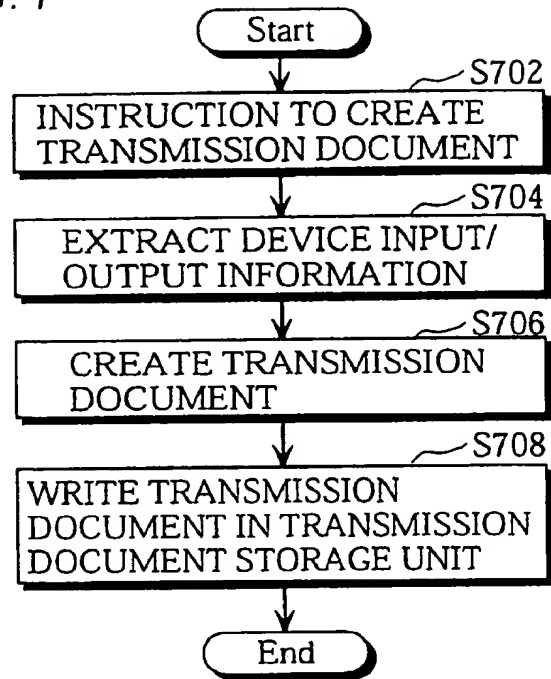 Start
S702
INSTRUCTION TO CREATE
TRANSMISSION DOCUMENT
S704
EXTRACT DEVICE INPUT/
OUTPUT INFORMATION
S706
CREATE TRANSMISSION
DOCUMENT
S708
WRITE TRANSMISSION
DOCUMENT IN TRANSMISSION
DOCUMENT STORAGE UNIT
End